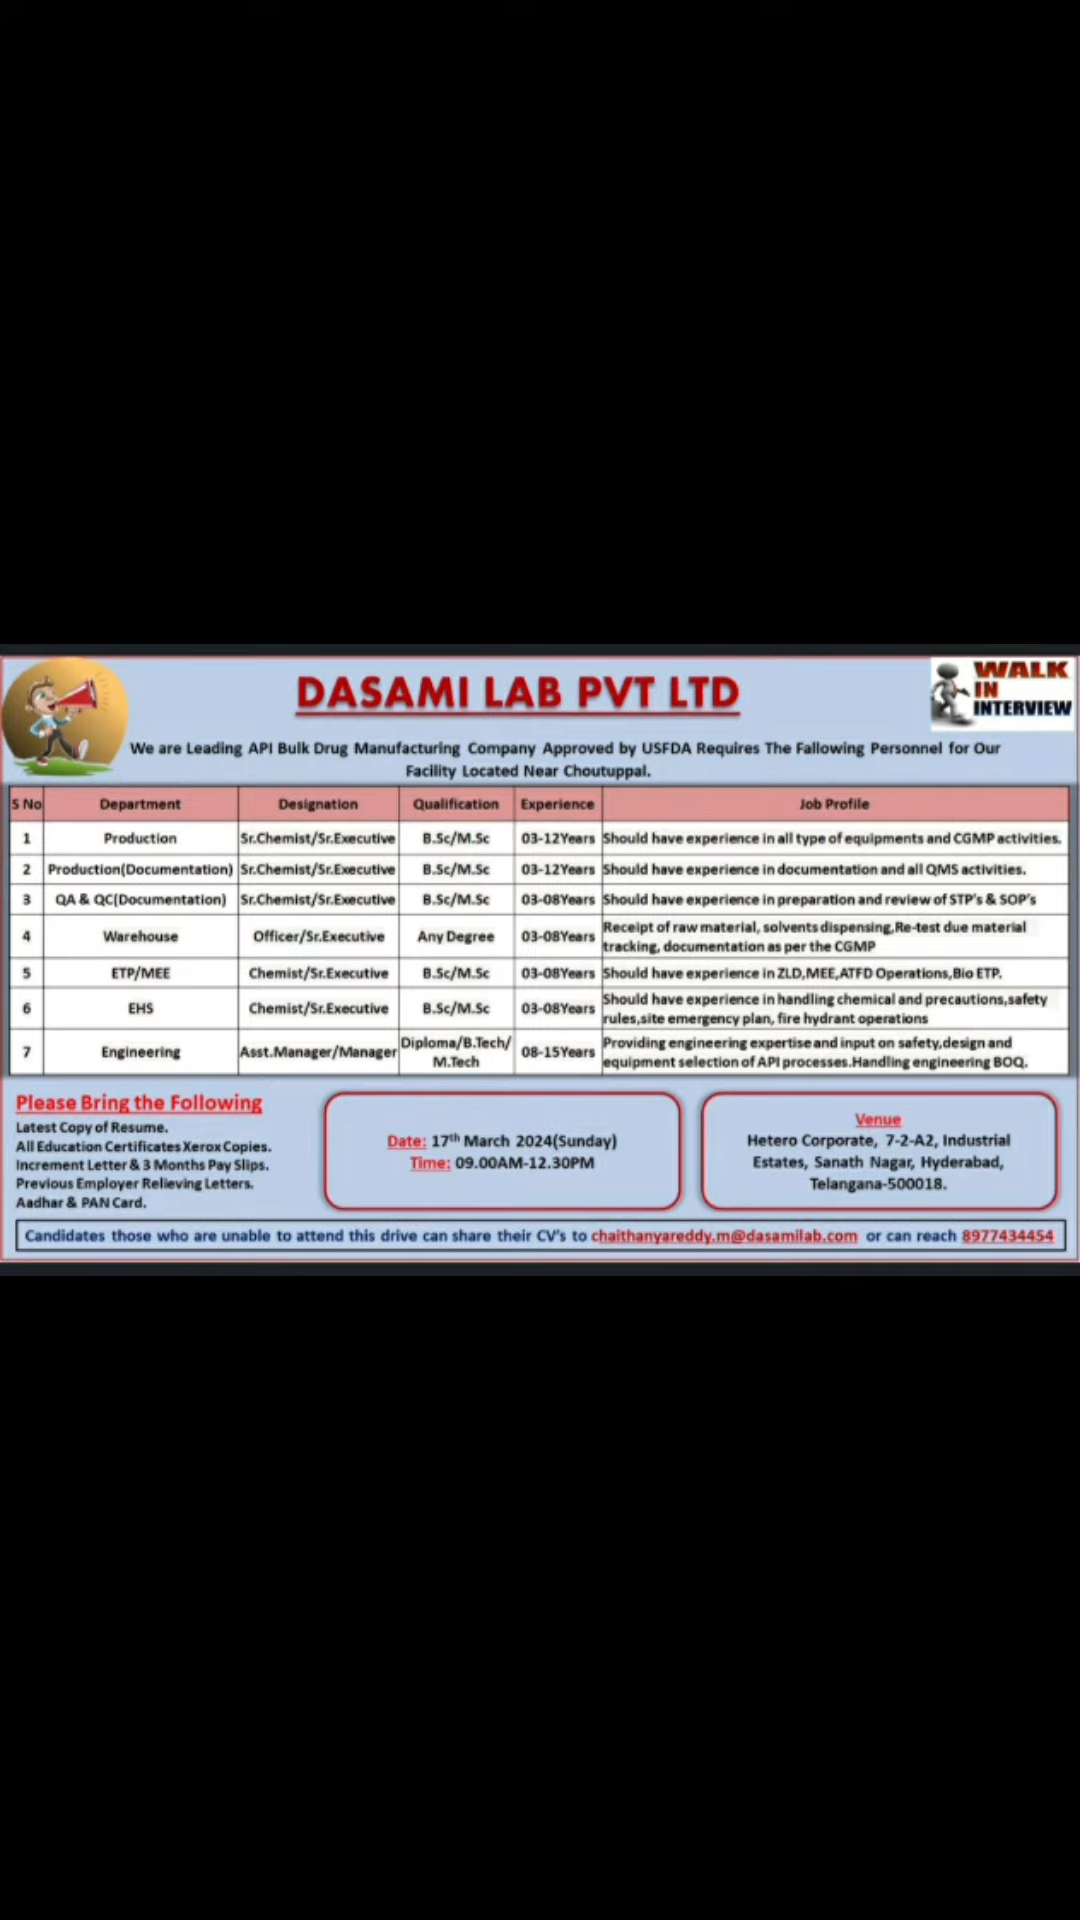 DASAMI LAB PVT LTD
WALK
IN
INTERVIEW
We are Leading API Bulk Drug Manufacturing Company Approved by USFDA Requires The Fallowing Personnel for Our
Facility Located Near Choutuppal.
S No Department Designation Qualification Experience Job Profile
1 Production Sr.Chemist/Sr.Executive B.Sc/M.Sc 03-12Years Should have experience in all type of equipments and CGMP activities.
2 Production(Documentation) Sr.Chemist/Sr.Executive B.Sc/M.Sc 03-12Years Should have experience in documentation and all QMS activities.
3 QA & QC(Documentation) Sr.Chemist/Sr.Executive B.Sc/M.Sc 03-08Years Should have experience in preparation and review of STP's & SOP's
4 Warehouse Officer/Sr.Executive Any Degree 03-08Years Receipt of raw material, solvents dispensing,Re-test due material
tracking, documentation as per the CGMP
5 ETP/MEE Chemist/Sr.Executive B.Sc/M.Sc 03-08Years Should have experience in ZLD,MEE,ATFD Operations,Bio ETP.
6 EHS Chemist/Sr.Executive B.Sc/M.Sc 03-08Years Should have experience in handling chemical and precautions,safety
rules,site emergency plan, fire hydrant operations
7 Engineering Asst.Manager/Manager Diploma/B.Tech/ 08-15Years Providing engineering expertise and input on safety,design and
M.Tech equipment selection of API processes.Handling engineering BOQ.
Please Bring the Following
Latest Copy of Resume.
All Education Certificates Xerox Copies.
Increment Letter & 3 Months Pay Slips.
Previous Employer Relieving Letters.
Aadhar & PAN Card.
Date: 17th March 2024(Sunday)
Time: 09.00AM-12.30PM
Venue
Hetero Corporate, 7-2-A2, Industrial
Estates, Sanath Nagar, Hyderabad,
Telangana-500018.
Candidates those who are unable to attend this drive can share their CV's to chaithanyareddy.m@dasamilab.com or can reach 8977434454